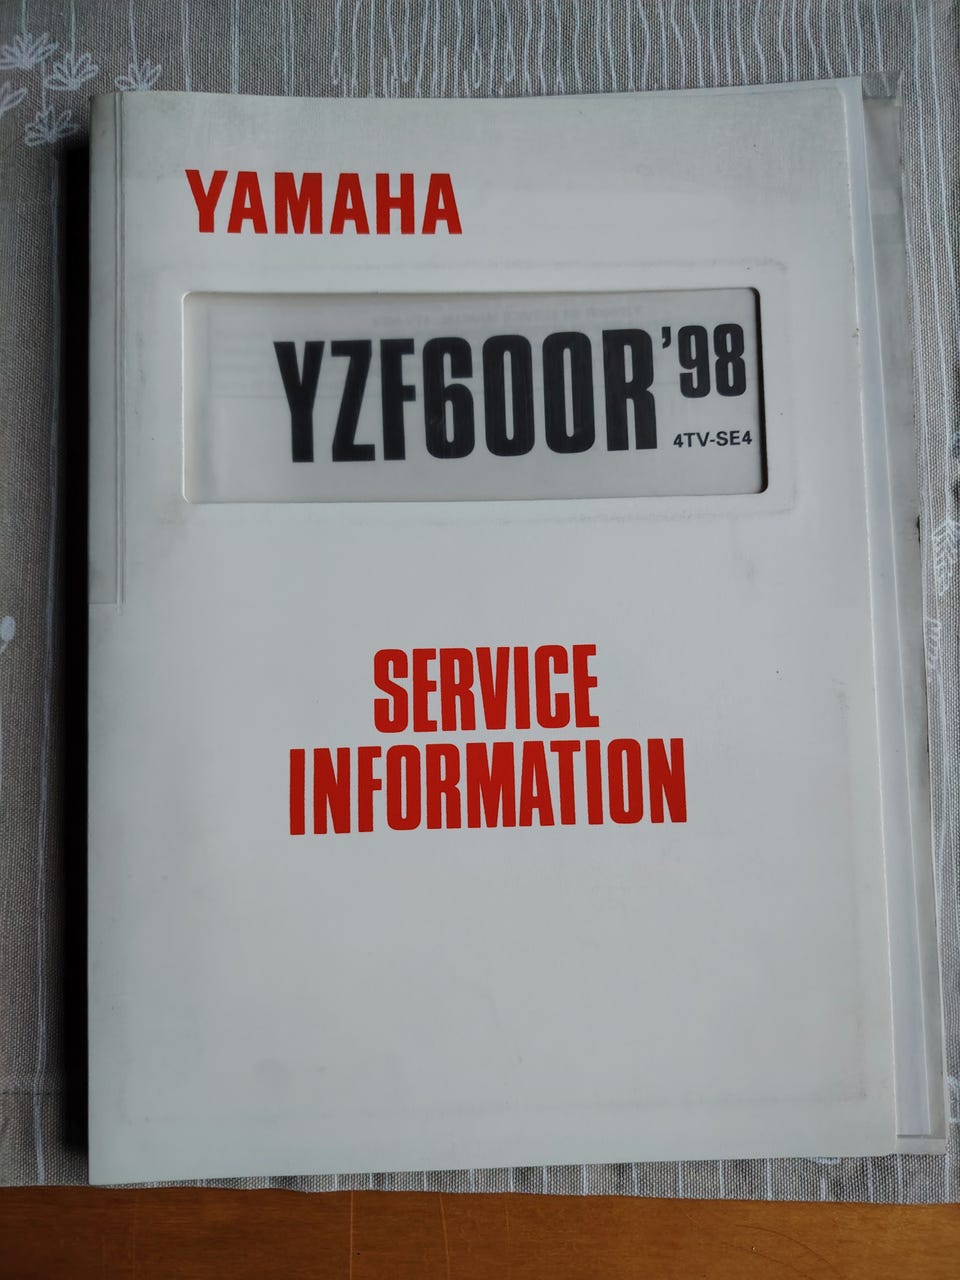 YAMAHA
YZF600R'98
4TV-SE4
SERVICE
INFORMATION